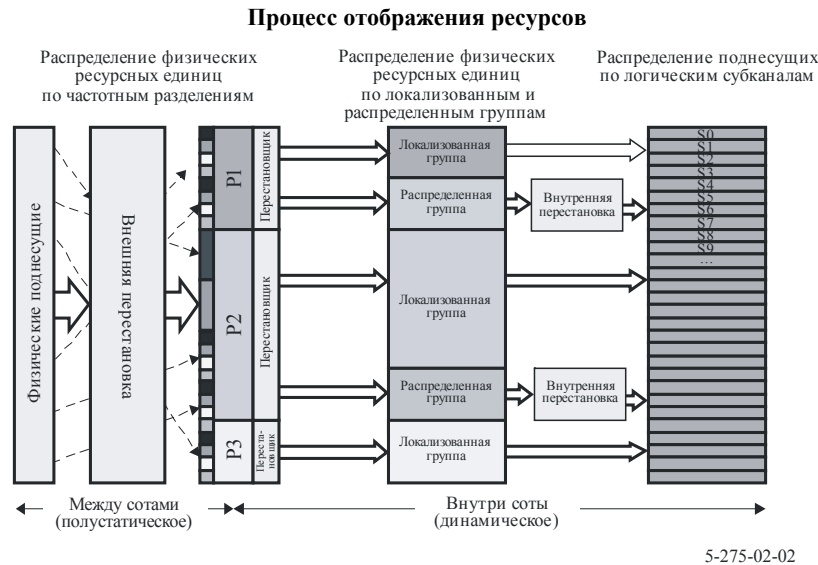 Процесс отображения ресурсов
Распределение физических
ресурсных единиц
по частотным разделениям
Распределение физических
ресурсных единиц
по локализованным и
распределенным группам
Распределение поднесущих
по логическим субканалам
Физические поднесущие
Внешняя перестановка
P1
Перестановщик
P2
Перестановщик
P3
Переста-
новщик
Локализованная
группа
Распределенная
группа
Внутренняя
перестановка
Локализованная
группа
Распределенная
группа
Внутренняя
перестановка
Локализованная
группа
S0
S1
S2
S3
S4
S5
S6
S7
S8
S9
...
Между сотами
(полустатическое)
Внутри соты
(динамическое)
5-275-02-02